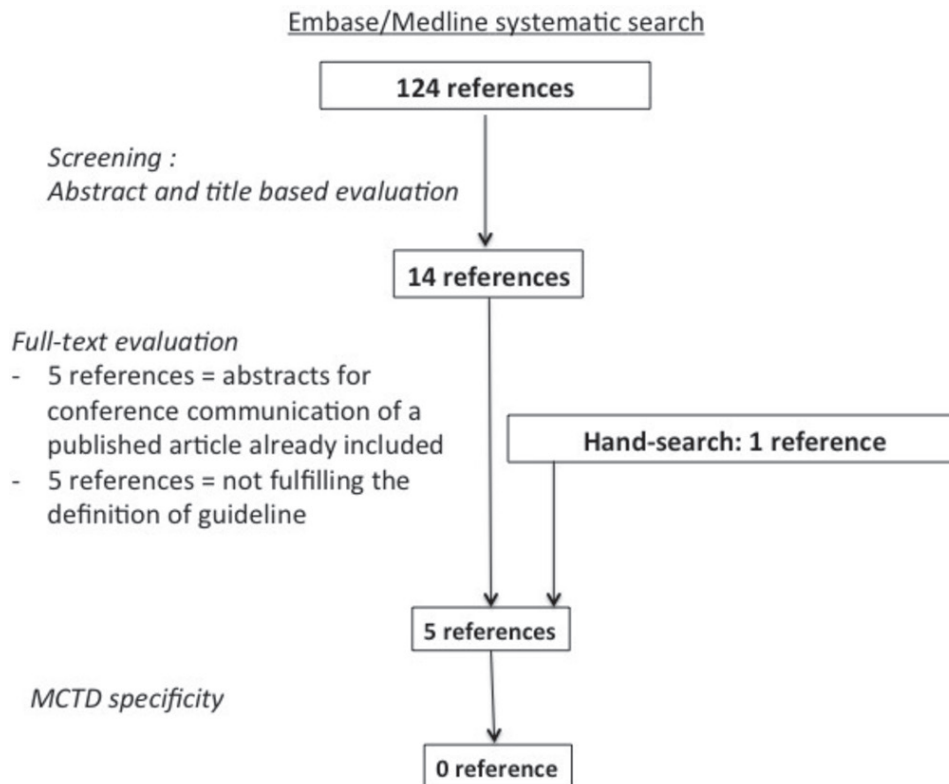 Embase/Medline systematic search
124 references
Screening :
Abstract and title based evaluation
14 references
Full-text evaluation
- 5 references = abstracts for
conference communication of a
published article already included
- 5 references = not fulfilling the
definition of guideline
Hand-search: 1 reference
5 references
MCTD specificity
0 reference